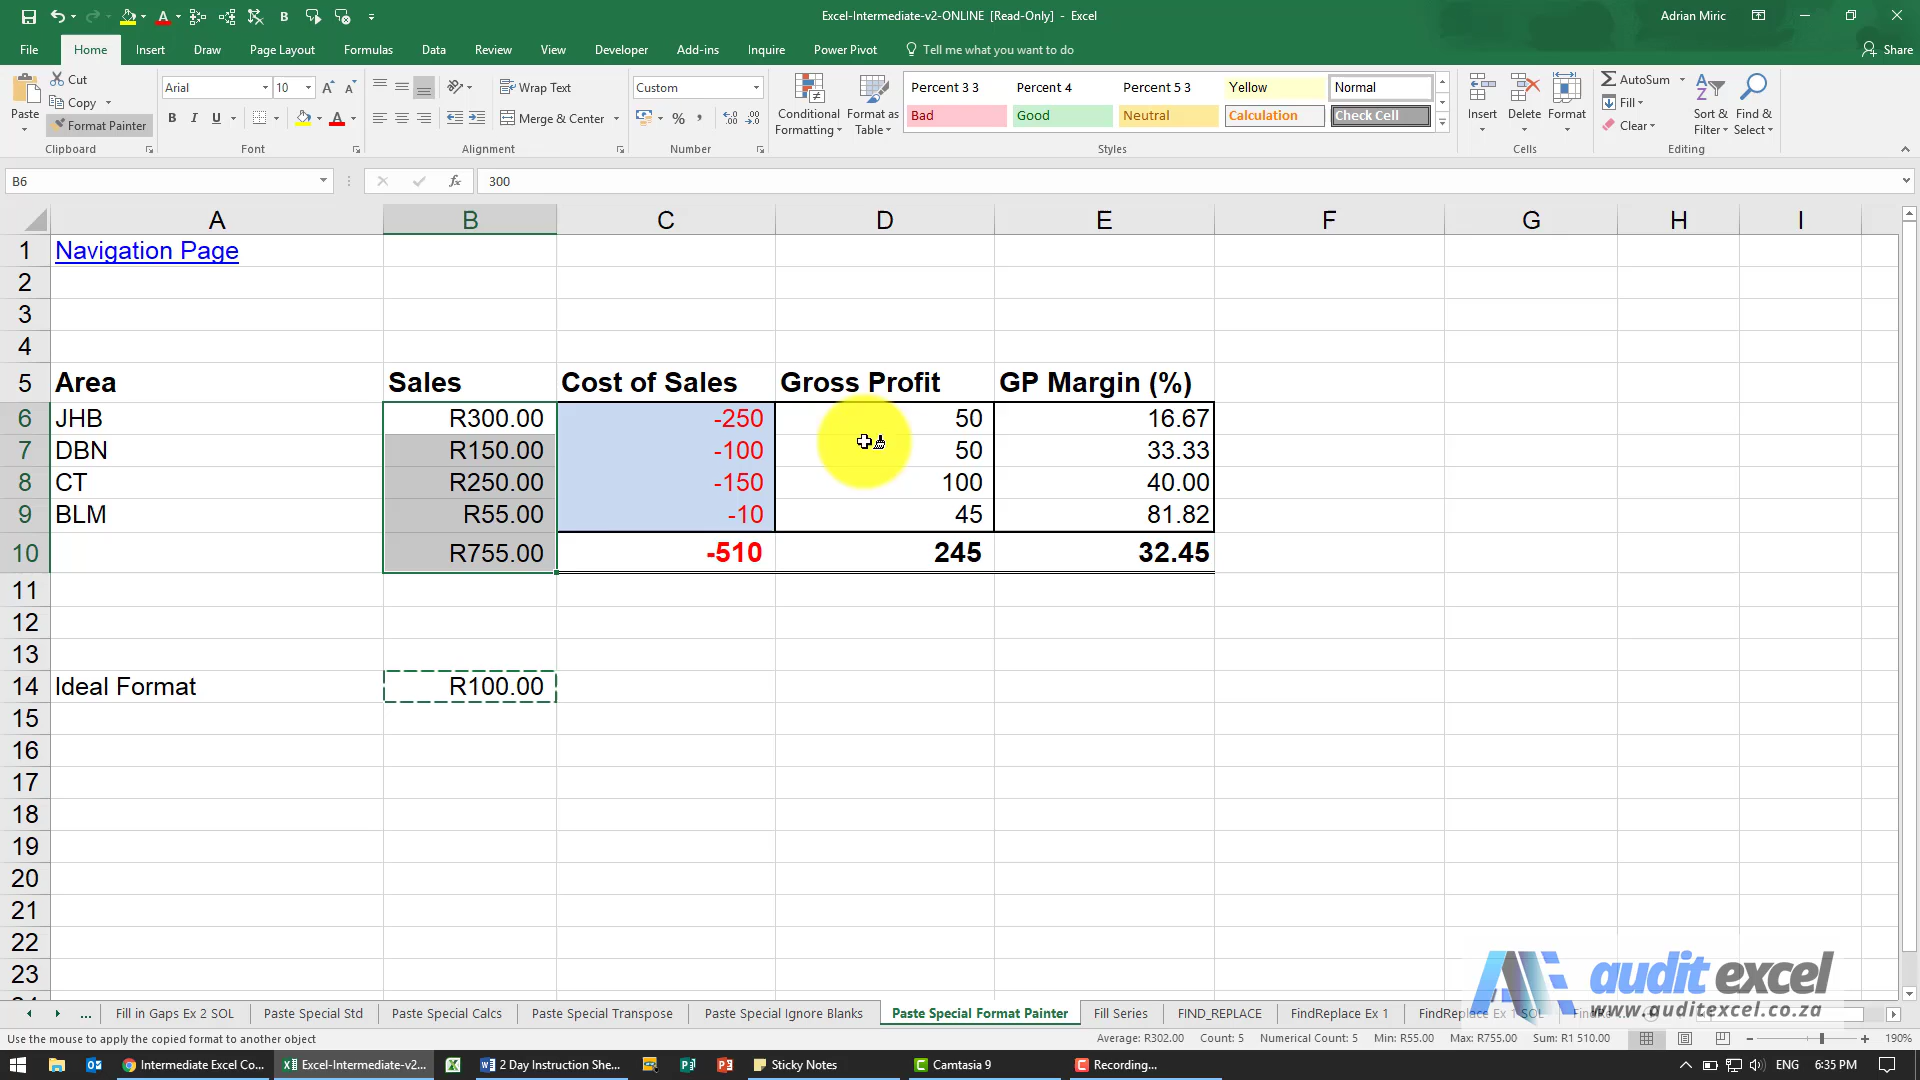 Excel-Intermediate-v2-ONLINE [Read-Only] - Excel
Adrian Miric
File Home Insert Draw Page Layout Formulas Data Review View Developer Add-ins Inquire Power Pivot Tell me what you want to do Share
Paste Cut Copy Format Painter
Arial 10
B I U
Wrap Text
Merge & Center
Custom
Conditional Formatting
Format as Table
Percent 3 3 Percent 4 Percent 5 3 Yellow Normal
Bad Good Neutral Calculation Check Cell
Insert Delete Format
AutoSum
Fill
Clear
Sort & Filter
Find & Select
Clipboard Font Alignment Number Styles Cells Editing
B6 fx 300
A B C D E F G H I
1 Navigation Page
2
3
4
5 Area Sales Cost of Sales Gross Profit GP Margin (%)
6 JHB R300.00 -250 50 16.67
7 DBN R150.00 -100 50 33.33
8 CT R250.00 -150 100 40.00
9 BLM R55.00 -10 45 81.82
10 R755.00 -510 245 32.45
11
12
13
14 Ideal Format R100.00
15
16
17
18
19
20
21
22
23
audit excel
www.auditexcel.co.za
... Fill in Gaps Ex 2 SOL Paste Special Std Paste Special Calcs Paste Special Transpose Paste Special Ignore Blanks Paste Special Format Painter Fill Series FIND_REPLACE FindReplace Ex 1 FindReplace Ex 1 SOL
Use the mouse to apply the copied format to another object
Average: R302.00 Count: 5 Numerical Count: 5 Min: R55.00 Max: R755.00 Sum: R1 510.00 190%
Intermediate Excel Co... Excel-Intermediate-v2... 2 Day Instruction She... Sticky Notes Camtasia 9 Recording... ENG 6:35 PM